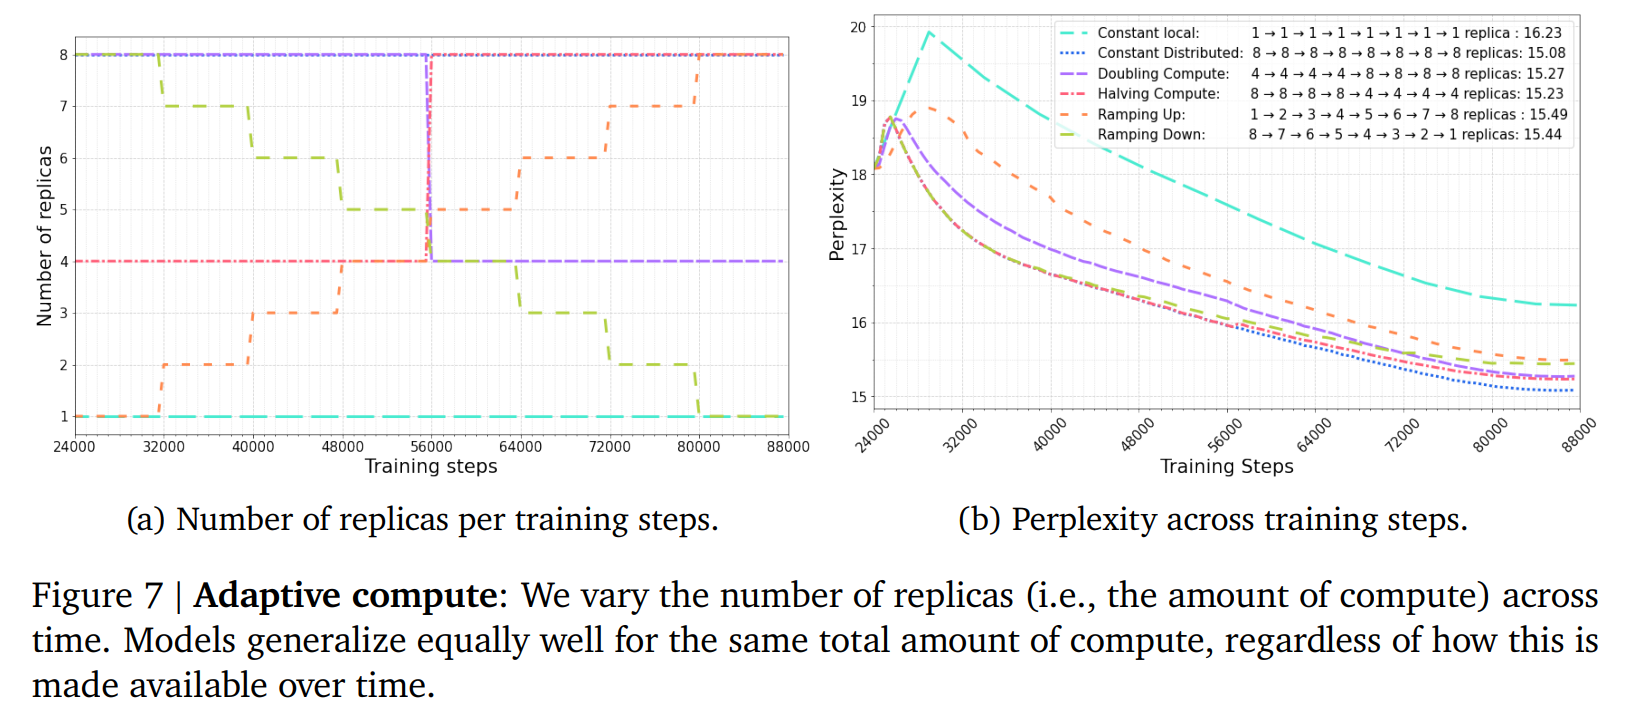 8
7
6
5
4
3
2
1
Number of replicas
24000 32000 40000 48000 56000 64000 72000 80000 88000
Training steps
20
19
18
17
16
15
Perplexity
Constant local: 1 → 1 → 1 → 1 → 1 → 1 → 1 → 1 replica : 16.23
Constant Distributed: 8 → 8 → 8 → 8 → 8 → 8 → 8 → 8 replicas: 15.08
Doubling Compute: 4 → 4 → 4 → 4 → 8 → 8 → 8 → 8 replicas: 15.27
Halving Compute: 8 → 8 → 8 → 8 → 4 → 4 → 4 → 4 replicas: 15.23
Ramping Up: 1 → 2 → 3 → 4 → 5 → 6 → 7 → 8 replicas : 15.49
Ramping Down: 8 → 7 → 6 → 5 → 4 → 3 → 2 → 1 replicas: 15.44
24000 32000 40000 48000 56000 64000 72000 80000 88000
Training Steps
(a) Number of replicas per training steps.
(b) Perplexity across training steps.
Figure 7 | Adaptive compute: We vary the number of replicas (i.e., the amount of compute) across
time. Models generalize equally well for the same total amount of compute, regardless of how this is
made available over time.